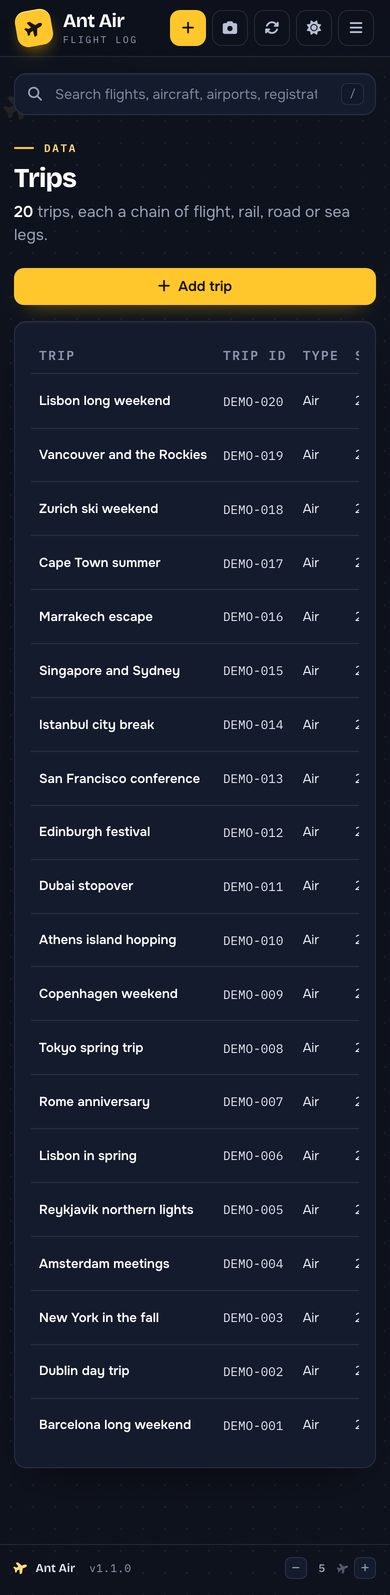 Ant Air
FLIGHT LOG
Search flights, aircraft, airports, registrat
/
DATA
Trips
20 trips, each a chain of flight, rail, road or sea
legs.
+ Add trip
TRIP TRIP ID TYPE
Lisbon long weekend DEMO-020 Air
Vancouver and the Rockies DEMO-019 Air
Zurich ski weekend DEMO-018 Air
Cape Town summer DEMO-017 Air
Marrakech escape DEMO-016 Air
Singapore and Sydney DEMO-015 Air
Istanbul city break DEMO-014 Air
San Francisco conference DEMO-013 Air
Edinburgh festival DEMO-012 Air
Dubai stopover DEMO-011 Air
Athens island hopping DEMO-010 Air
Copenhagen weekend DEMO-009 Air
Tokyo spring trip DEMO-008 Air
Rome anniversary DEMO-007 Air
Lisbon in spring DEMO-006 Air
Reykjavik northern lights DEMO-005 Air
Amsterdam meetings DEMO-004 Air
New York in the fall DEMO-003 Air
Dublin day trip DEMO-002 Air
Barcelona long weekend DEMO-001 Air
Ant Air v1.1.0 − 5 +